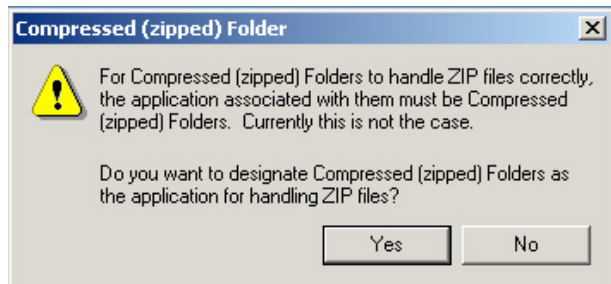 Compressed (zipped) Folder
For Compressed (zipped) Folders to handle ZIP files correctly,
the application associated with them must be Compressed
(zipped) Folders.  Currently this is not the case.
Do you want to designate Compressed (zipped) Folders as
the application for handling ZIP files?
Yes
No